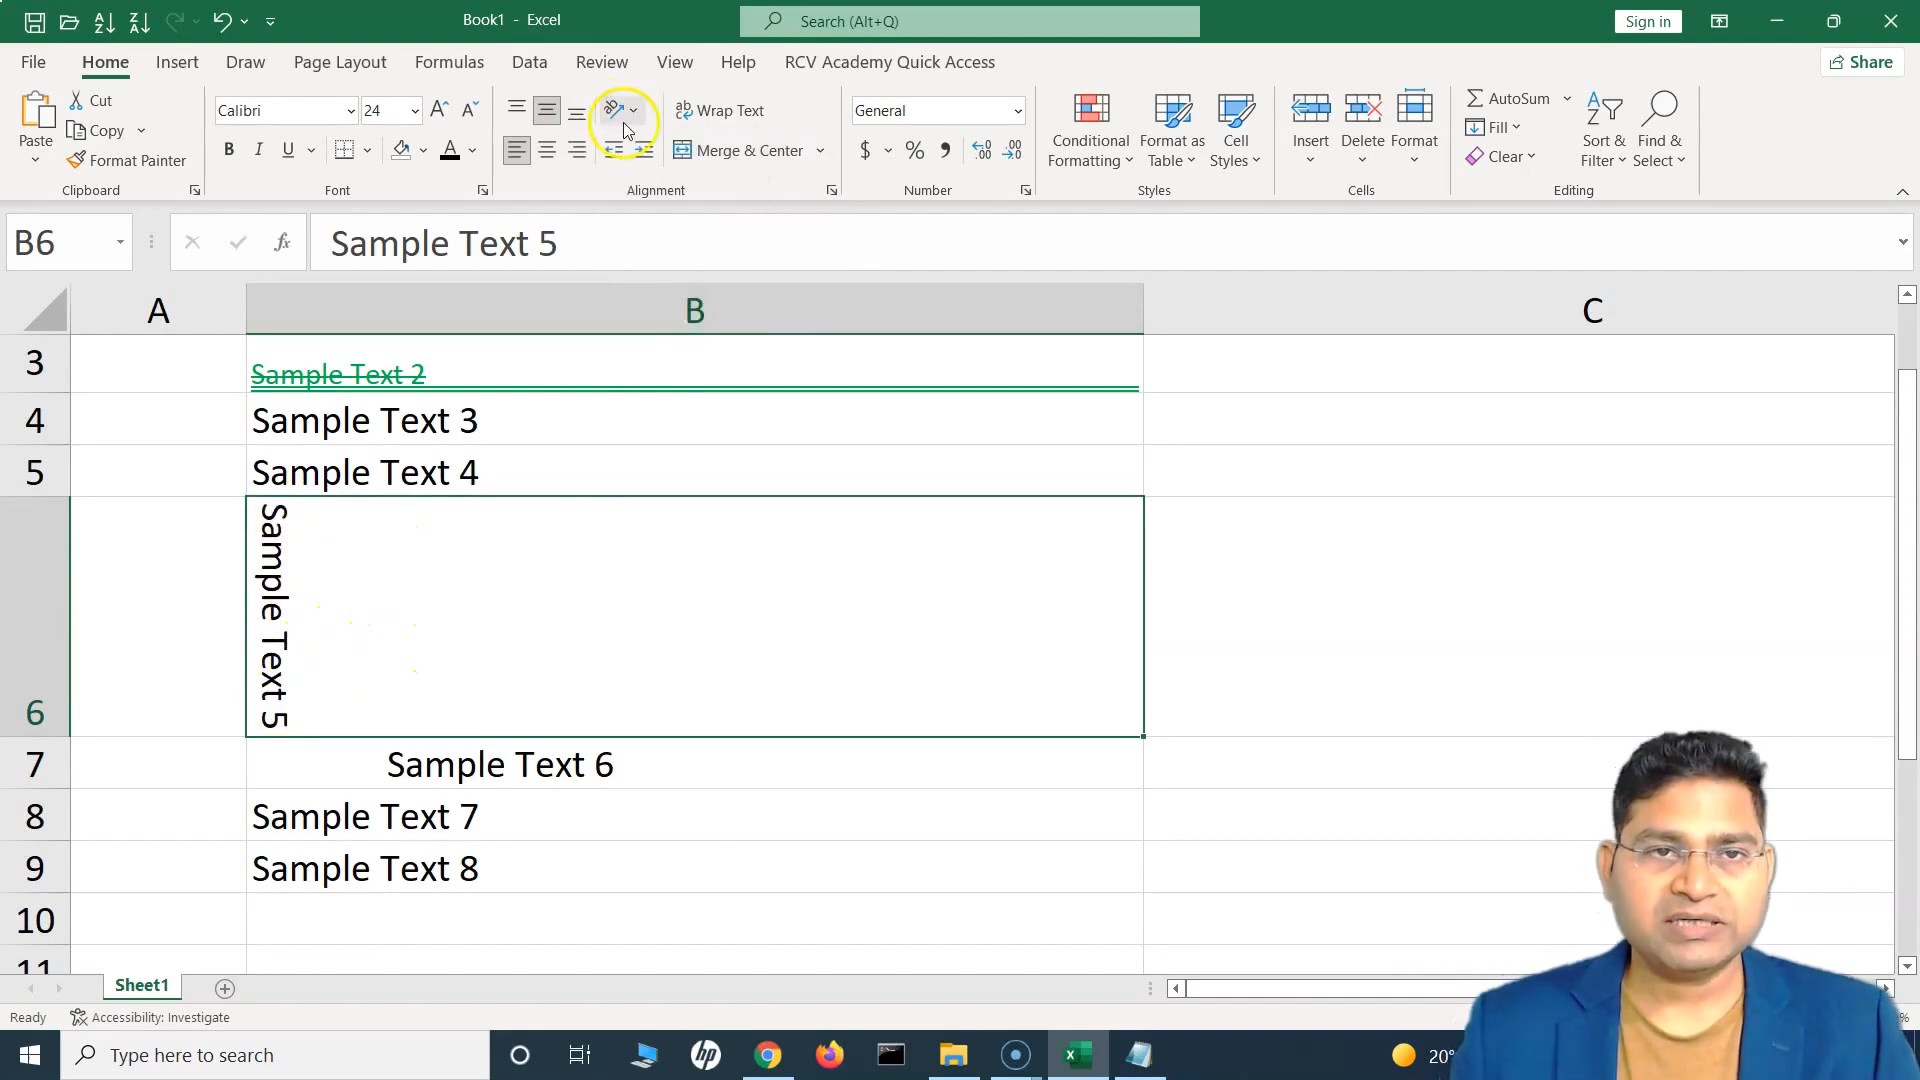 Book1 - Excel
Search (Alt+Q)
Sign in
File Home Insert Draw Page Layout Formulas Data Review View Help RCV Academy Quick Access
Share
Paste
Cut
Copy
Format Painter
Clipboard
Calibri
24
B I U
A
Font
Wrap Text
Merge & Center
Alignment
General
$ % ,
Number
Conditional Formatting
Format as Table
Cell Styles
Styles
Insert
Delete
Format
Cells
AutoSum
Fill
Clear
Sort & Filter
Find & Select
Editing
B6
fx
Sample Text 5
A B C
3 Sample Text 2
4 Sample Text 3
5 Sample Text 4
6 Sample Text 5
7 Sample Text 6
8 Sample Text 7
9 Sample Text 8
10
11
Sheet1
Ready
Accessibility: Investigate
Type here to search
hp
20°